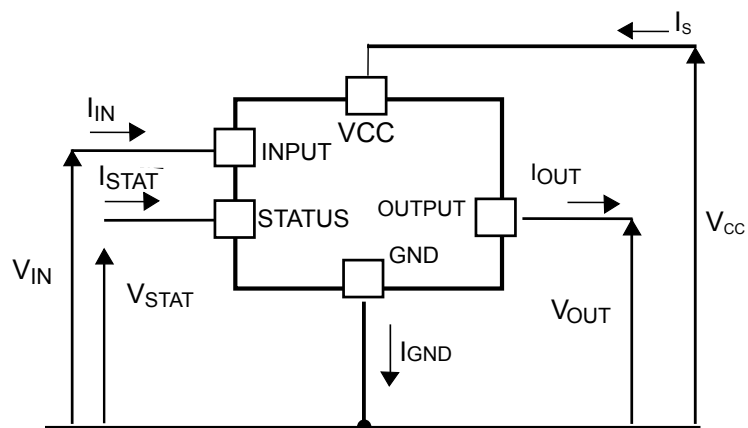 IS
IIN
VCC
INPUT
ISTAT
IOUT
STATUS
OUTPUT
VCC
GND
VIN
VSTAT
VOUT
IGND